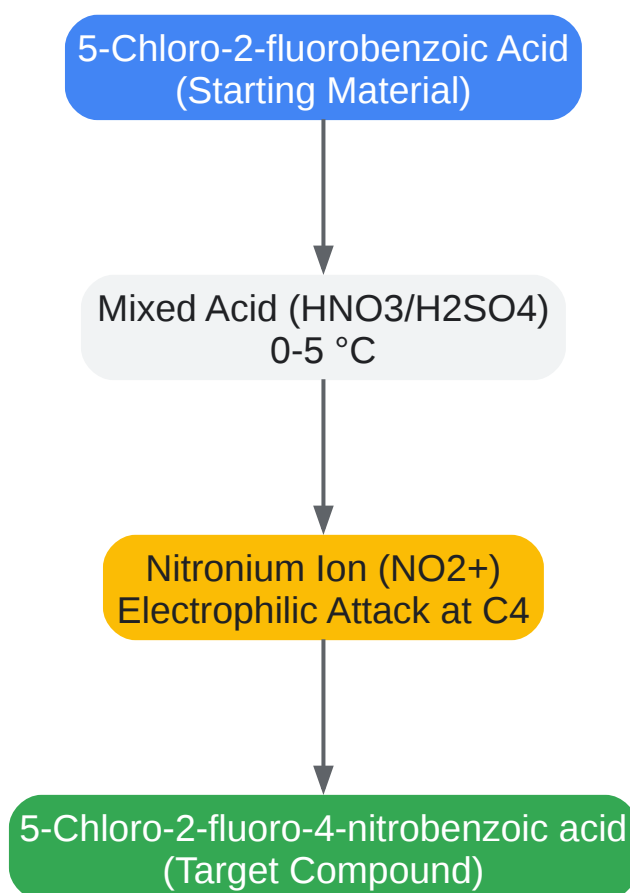 5-Chloro-2-fluorobenzoic Acid
(Starting Material)
Mixed Acid (HNO3/H2SO4)
0-5 °C
Nitronium Ion (NO2+)
Electrophilic Attack at C4
5-Chloro-2-fluoro-4-nitrobenzoic acid
(Target Compound)